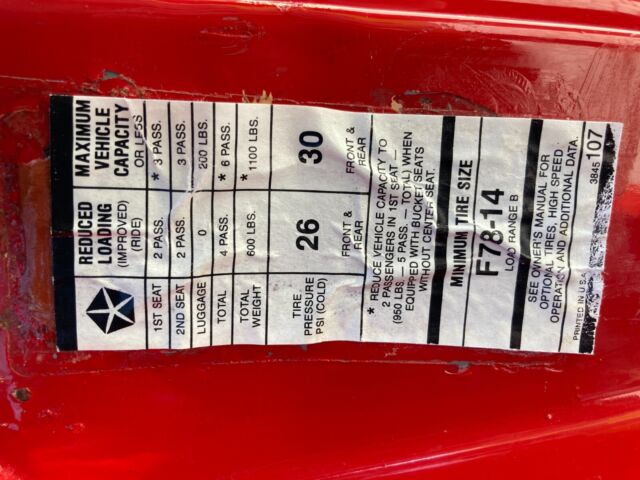 REDUCED
LOADING
(IMPROVED)
(RIDE)
MAXIMUM
VEHICLE
CAPACITY
OR LESS
1ST SEAT 2 PASS. * 3 PASS.
2ND SEAT 2 PASS. 3 PASS.
LUGGAGE 0 200 LBS.
TOTAL 4 PASS. * 6 PASS.
TOTAL
WEIGHT 600 LBS. * 1100 LBS.
TIRE
PRESSURE
PSI (COLD)
26
FRONT &
REAR
30
FRONT &
REAR
* REDUCE VEHICLE CAPACITY TO
2 PASSENGERS IN 1ST SEAT
(950 LBS. — 5 PASS. — TOTAL) WHEN
EQUIPPED WITH BUCKET SEATS
WITHOUT CENTER SEAT.
MINIMUM TIRE SIZE
F78-14
LOAD RANGE B
SEE OWNER'S MANUAL FOR
OPTIONAL TIRES, HIGH SPEED
OPERATION AND ADDITIONAL DATA.
PRINTED IN U.S.A. 3845107